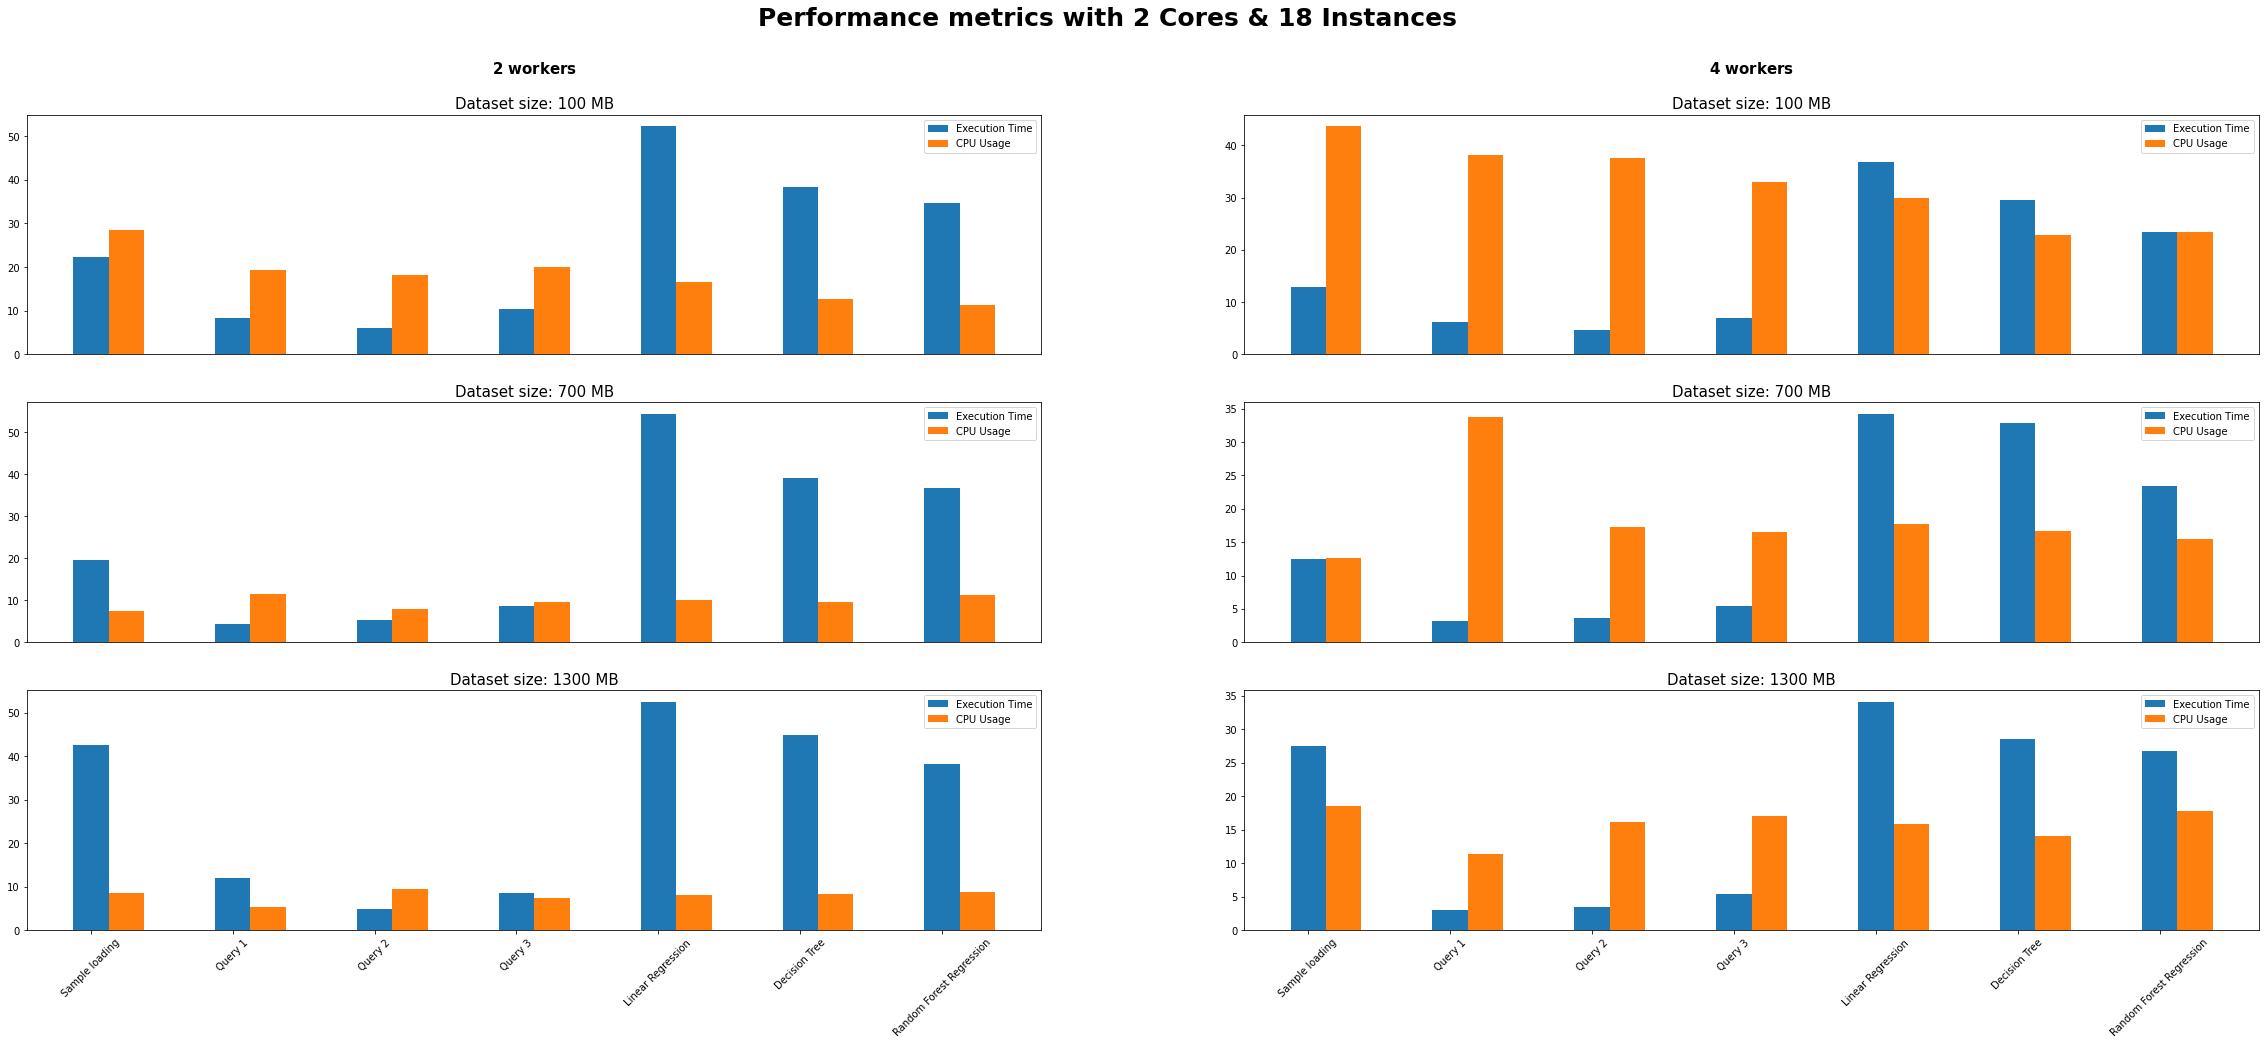 Performance metrics with 2 Cores & 18 Instances
2 workers
Dataset size: 100 MB
Execution Time
CPU Usage
50
40
30
20
10
0
Dataset size: 700 MB
Execution Time
CPU Usage
50
40
30
20
10
0
Dataset size: 1300 MB
Execution Time
CPU Usage
50
40
30
20
10
0
Sample loading
Query 1
Query 2
Query 3
Linear Regression
Decision Tree
Random Forest Regression
4 workers
Dataset size: 100 MB
Execution Time
CPU Usage
40
30
20
10
0
Dataset size: 700 MB
Execution Time
CPU Usage
35
30
25
20
15
10
5
0
Dataset size: 1300 MB
Execution Time
CPU Usage
35
30
25
20
15
10
5
0
Sample loading
Query 1
Query 2
Query 3
Linear Regression
Decision Tree
Random Forest Regression